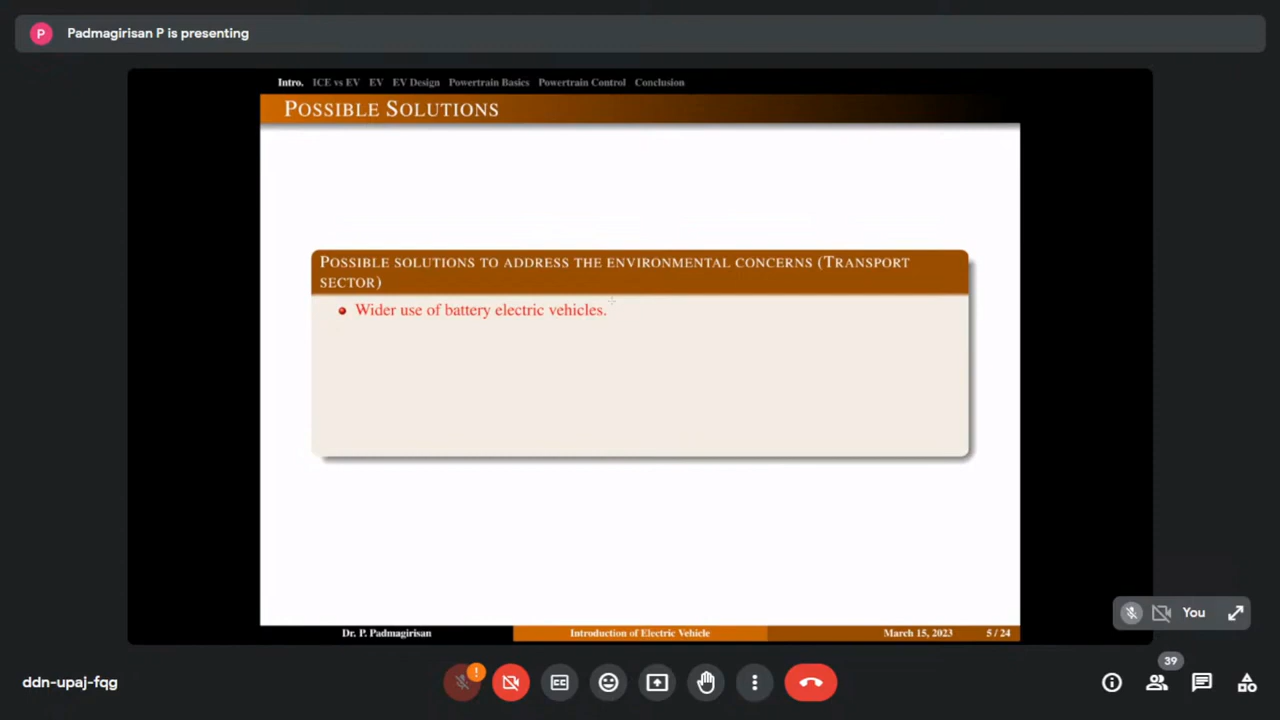 P Padmagirisan P is presenting
Intro. ICE vs EV EV EV Design Powertrain Basics Powertrain Control Conclusion
POSSIBLE SOLUTIONS
POSSIBLE SOLUTIONS TO ADDRESS THE ENVIRONMENTAL CONCERNS (TRANSPORT
SECTOR)
Wider use of battery electric vehicles.
You
Dr. P. Padmagirisan Introduction of Electric Vehicle March 15, 2023 5 / 24
39
ddn-upaj-fqg ! CC